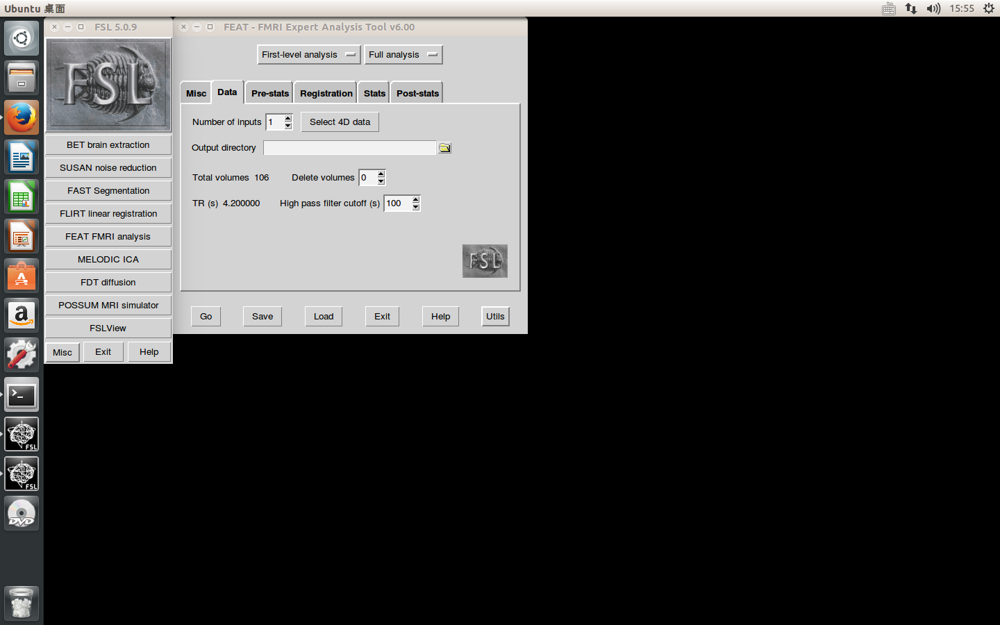 Ubuntu 桌面
15:55
FSL 5.0.9
FSL
BET brain extraction
SUSAN noise reduction
FAST Segmentation
FLIRT linear registration
FEAT FMRI analysis
MELODIC ICA
FDT diffusion
POSSUM MRI simulator
FSLView
Misc Exit Help
FEAT - FMRI Expert Analysis Tool v6.00
First-level analysis Full analysis
Misc Data Pre-stats Registration Stats Post-stats
Number of inputs 1 Select 4D data
Output directory
Total volumes 106 Delete volumes 0
TR (s) 4.200000 High pass filter cutoff (s) 100
FSL
Go Save Load Exit Help Utils
A
a
FSL
FSL
DVD